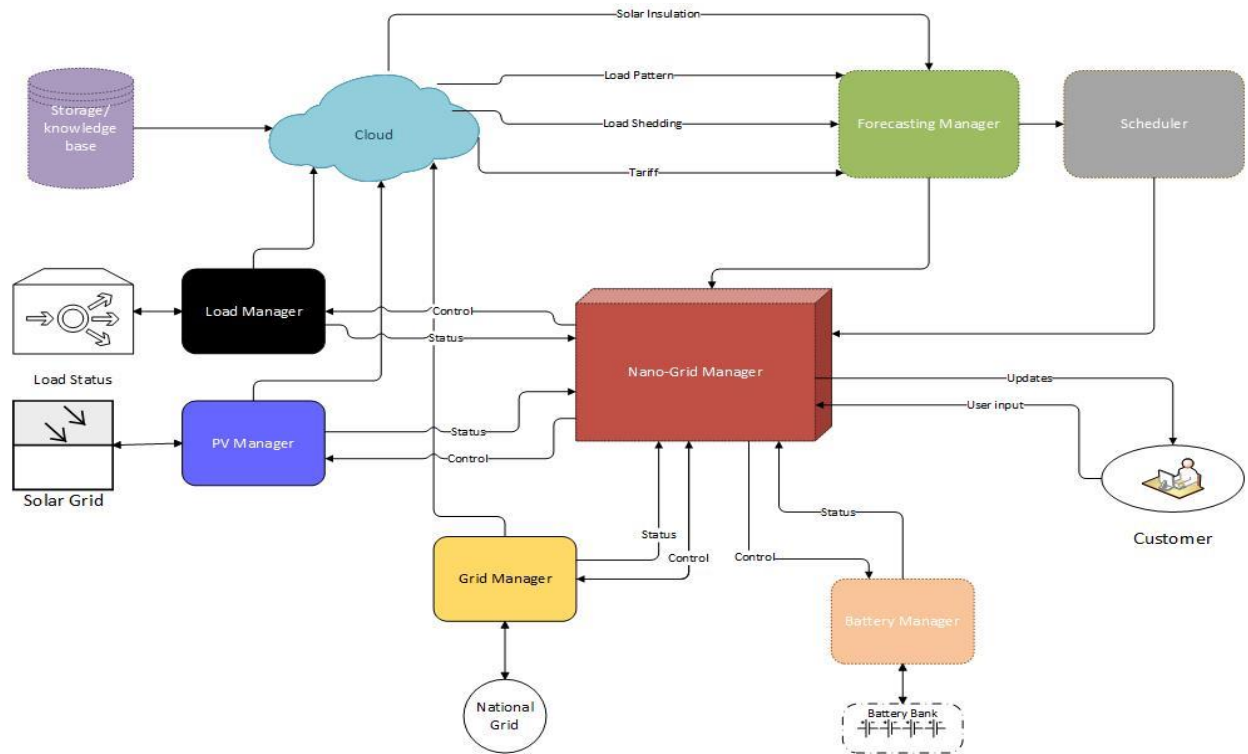 Solar Insulation
Storage/
knowledge
base
Cloud
Load Pattern
Load Shedding
Tariff
Forecasting Manager
Scheduler
Load Manager
Control
Status
Load Status
Nano-Grid Manager
Updates
User input
PV Manager
Status
Control
Solar Grid
Customer
Status
Control
Control
Status
Grid Manager
Battery Manager
National
Grid
Battery Bank